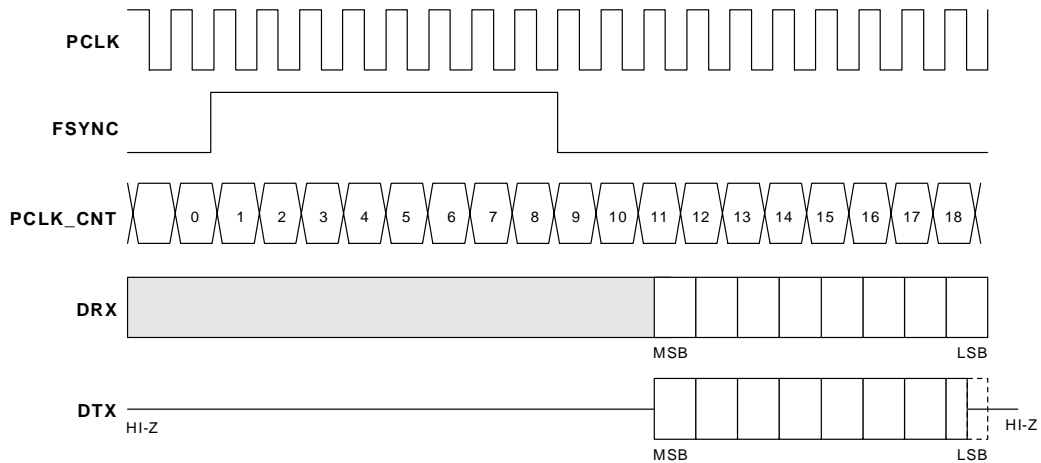 PCLK
FSYNC
PCLK_CNT 0 1 2 3 4 5 6 7 8 9 10 11 12 13 14 15 16 17 18
DRX
MSB LSB
DTX
HI-Z HI-Z
MSB LSB